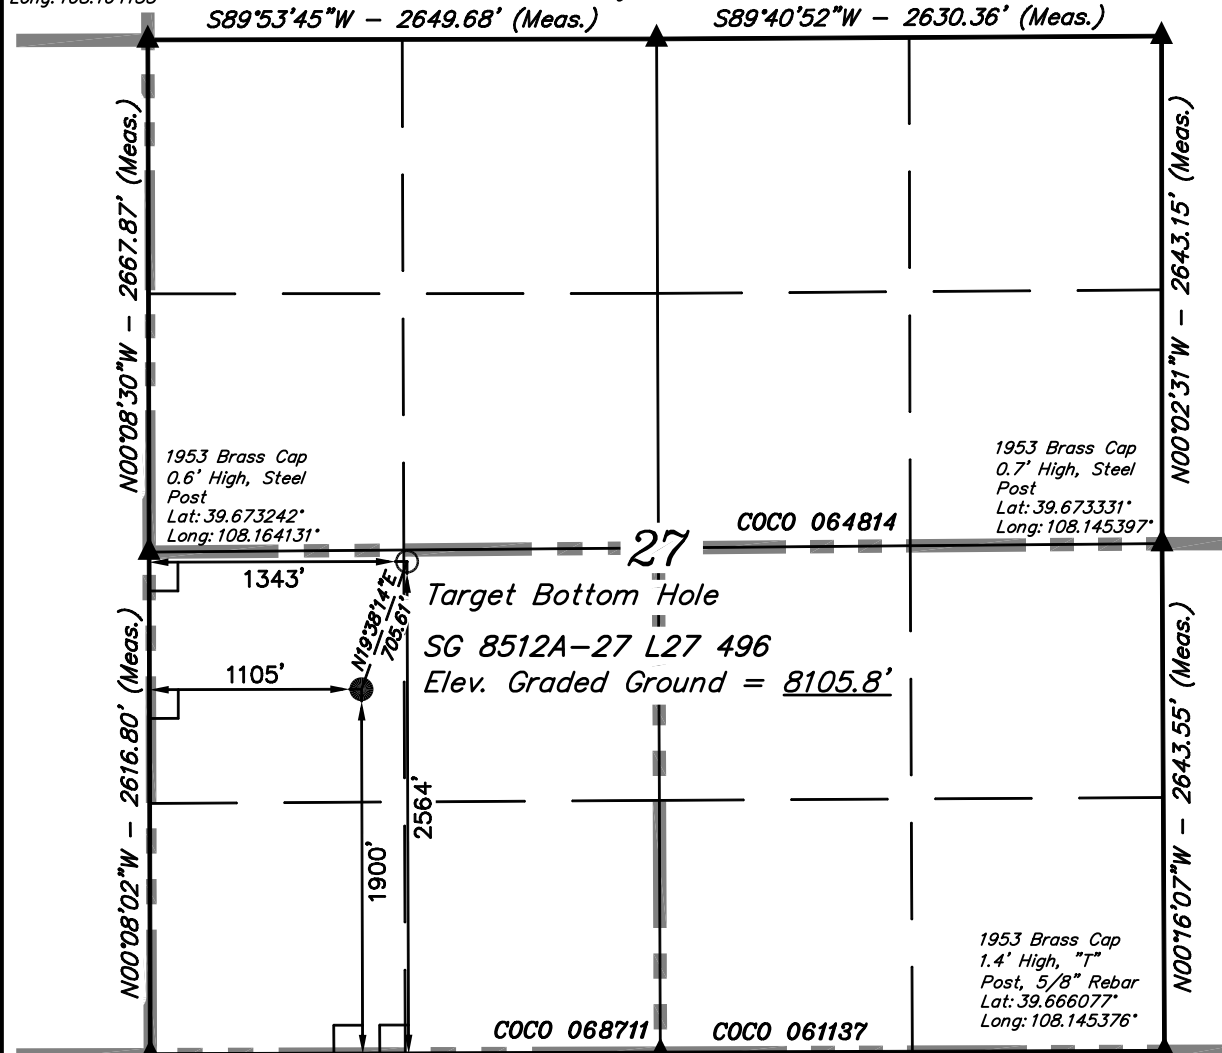 Long: 108.164135°
S89°53'45"W - 2649.68' (Meas.)
S89°40'52"W - 2630.36' (Meas.)
N00°08'30"W - 2667.87' (Meas.)
N00°02'31"W - 2643.15' (Meas.)
1953 Brass Cap
0.6' High, Steel
Post
Lat: 39.673242°
Long: 108.164131°
1953 Brass Cap
0.7' High, Steel
Post
Lat: 39.673331°
Long: 108.145397°
COCO 064814
27
1343'
N19°38'14"E
705.61'
Target Bottom Hole
SG 8512A-27 L27 496
Elev. Graded Ground = 8105.8'
1105'
N00°08'02"W - 2616.80' (Meas.)
N00°16'07"W - 2643.55' (Meas.)
2564'
1900'
1953 Brass Cap
1.4' High, "T"
Post, 5/8" Rebar
Lat: 39.666077°
Long: 108.145376°
COCO 068711
COCO 061137